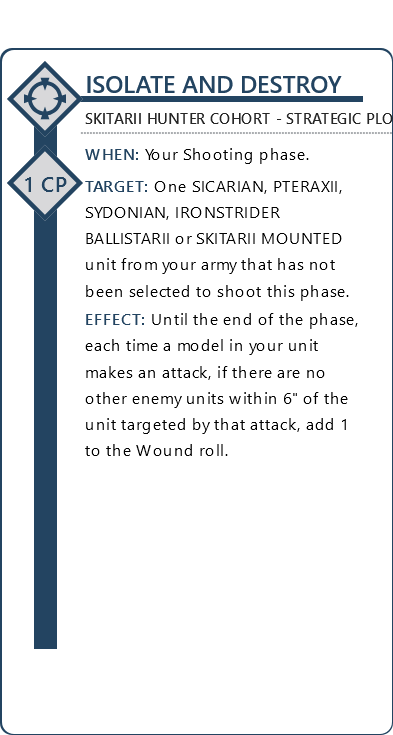 ISOLATE AND DESTROY
SKITARII HUNTER COHORT - STRATEGIC PLO
WHEN: Your Shooting phase.
1 CP
TARGET: One SICARIAN, PTERAXII,
SYDONIAN, IRONSTRIDER
BALLISTARII or SKITARII MOUNTED
unit from your army that has not
been selected to shoot this phase.
EFFECT: Until the end of the phase,
each time a model in your unit
makes an attack, if there are no
other enemy units within 6" of the
unit targeted by that attack, add 1
to the Wound roll.